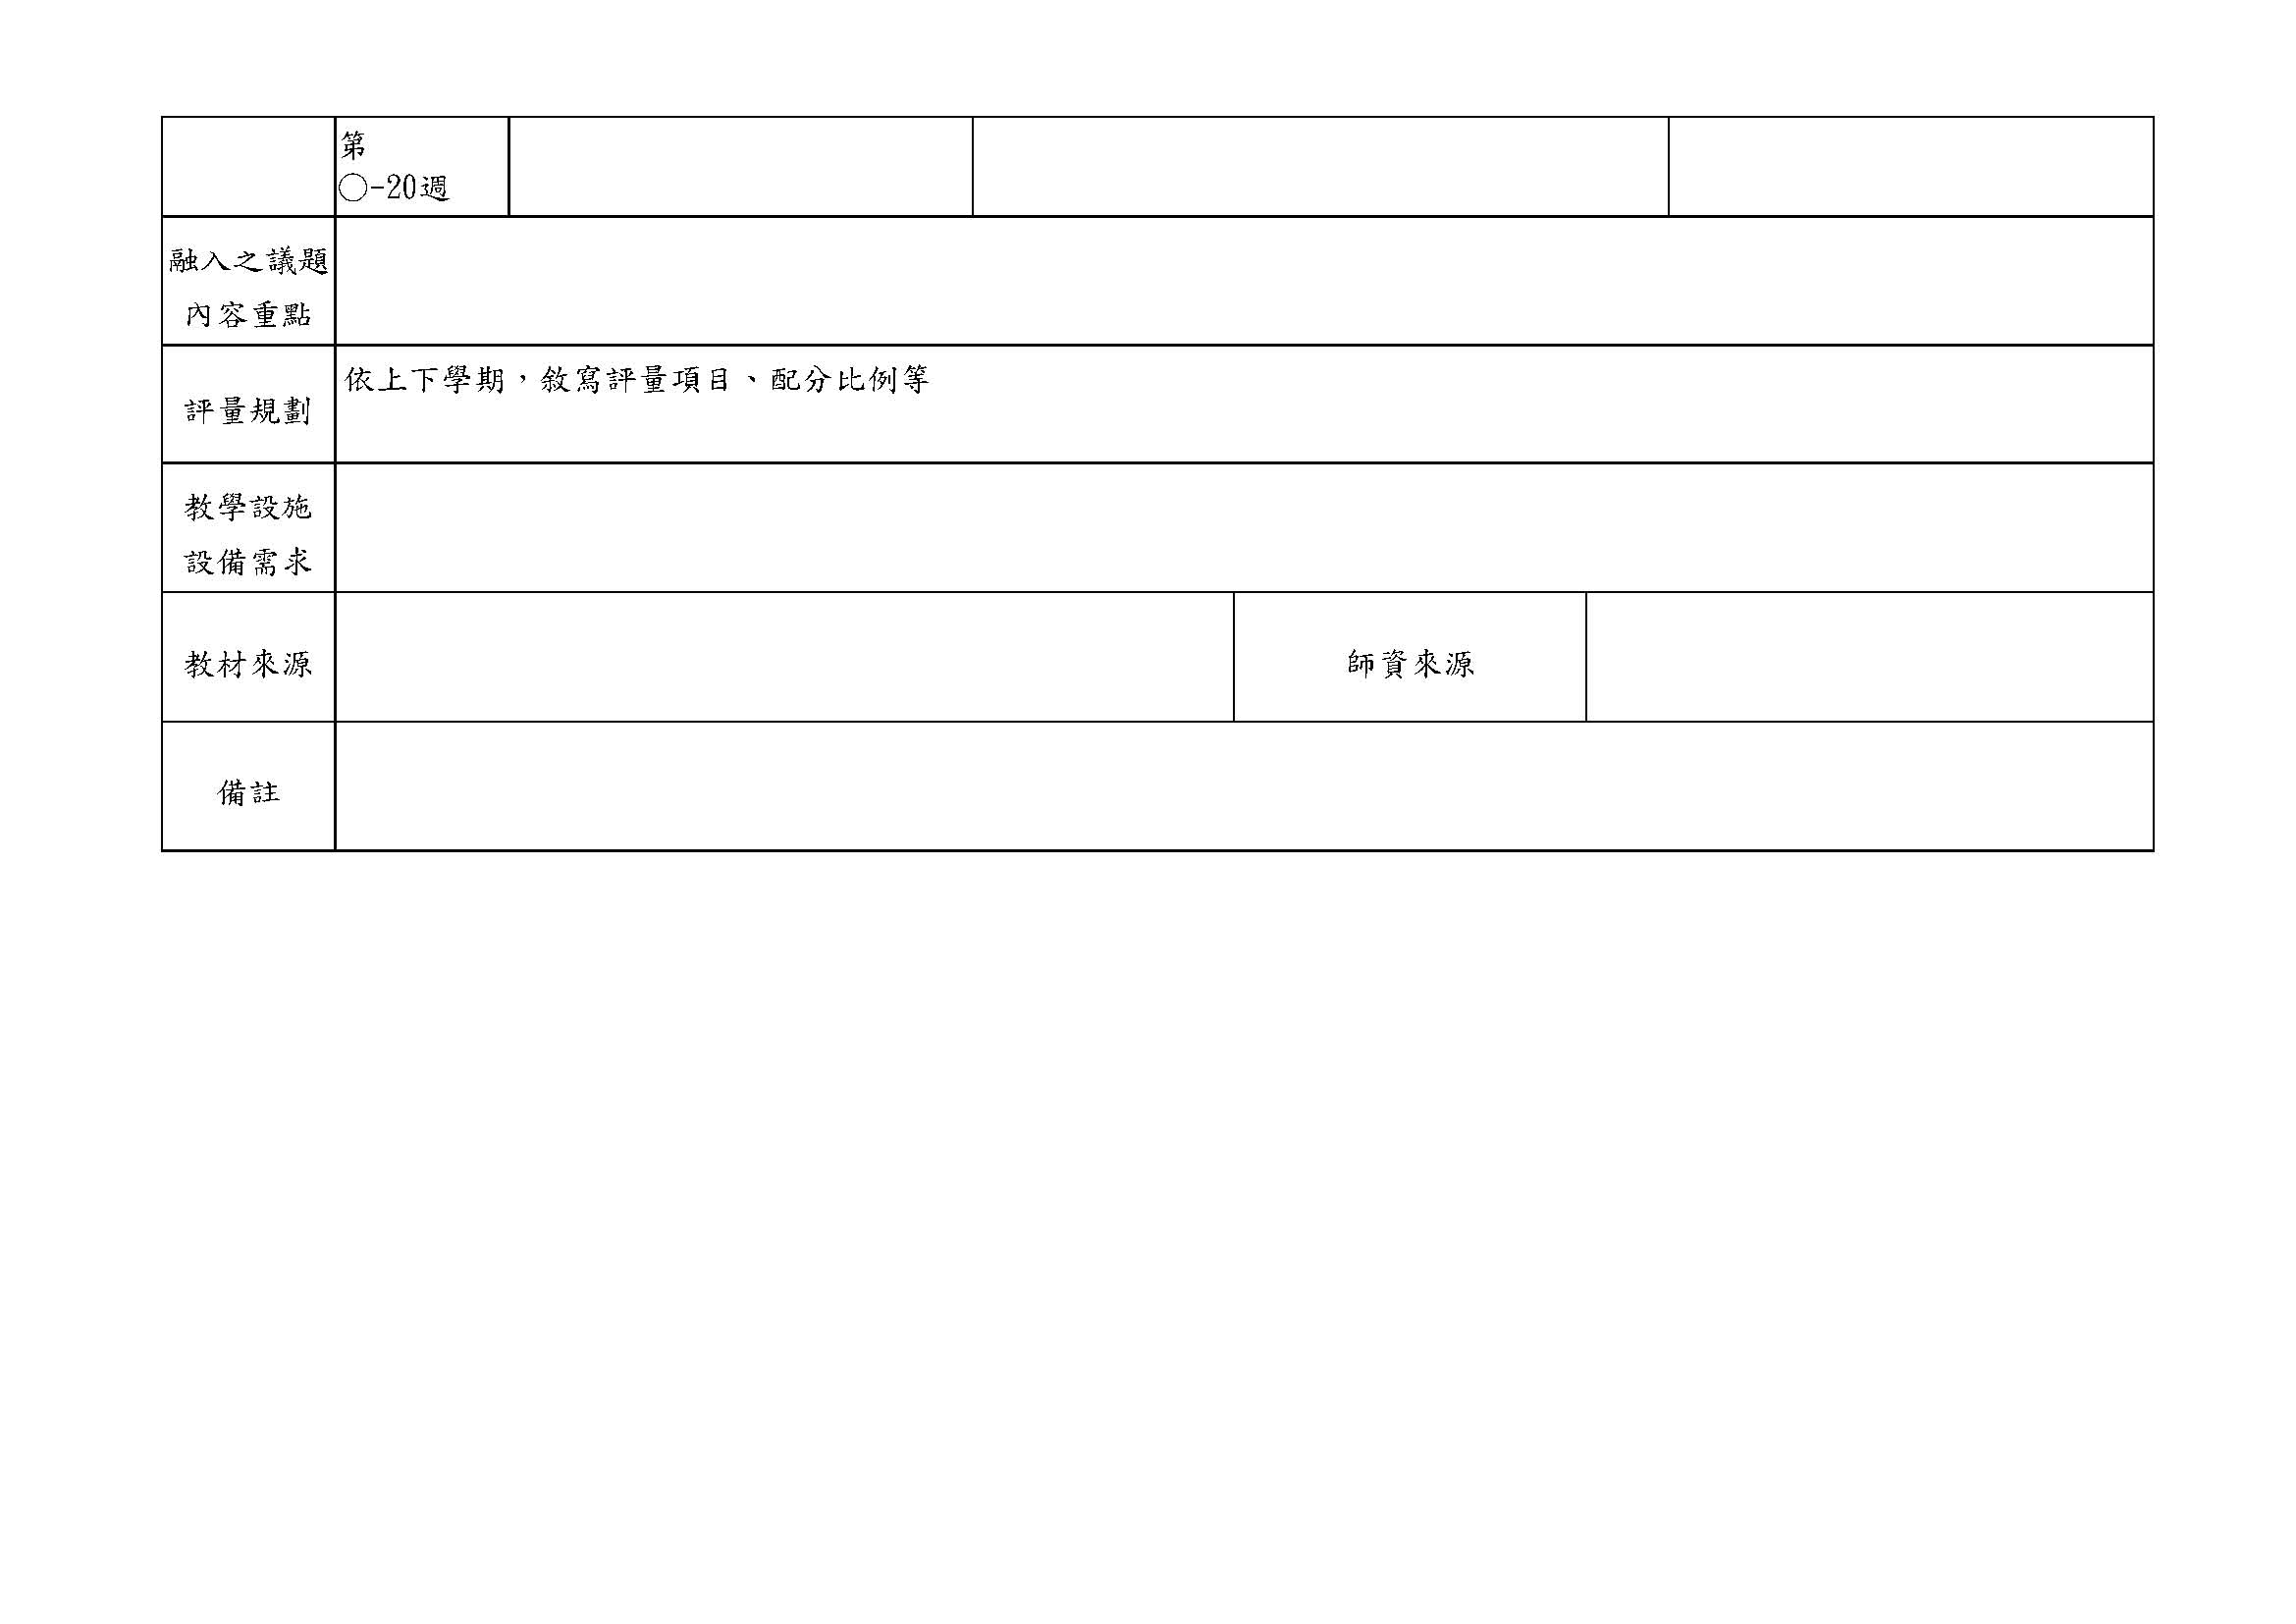 第
○-20週
融入之議題
內容重點
評量規劃
依上下學期，敘寫評量項目、配分比例等
教學設施
設備需求
教材來源
師資來源
備註